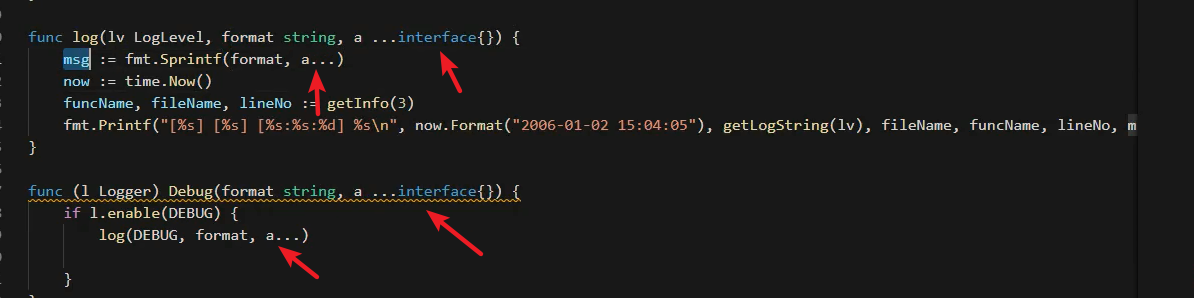 func log(lv LogLevel, format string, a ...interface{}) {
msg := fmt.Sprintf(format, a...)
now := time.Now()
funcName, fileName, lineNo := getInfo(3)
fmt.Printf("[%s] [%s] [%s:%s:%d] %s\n", now.Format("2006-01-02 15:04:05"), getLogString(lv), fileName, funcName, lineNo, m
}
func (l Logger) Debug(format string, a ...interface{}) {
if l.enable(DEBUG) {
log(DEBUG, format, a...)
}